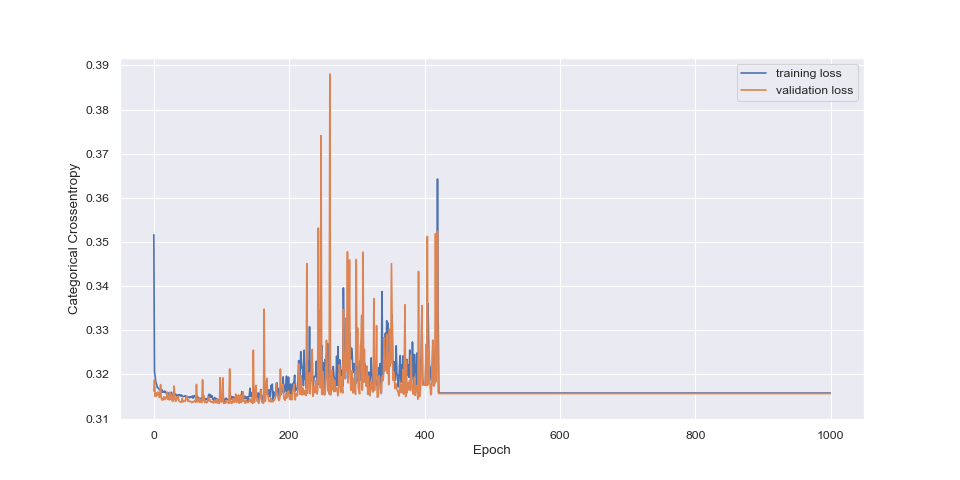 0.39
0.38
0.37
0.36
0.35
0.34
0.33
0.32
0.31
Categorical Crossentropy
training loss
validation loss
0 200 400 600 800 1000
Epoch